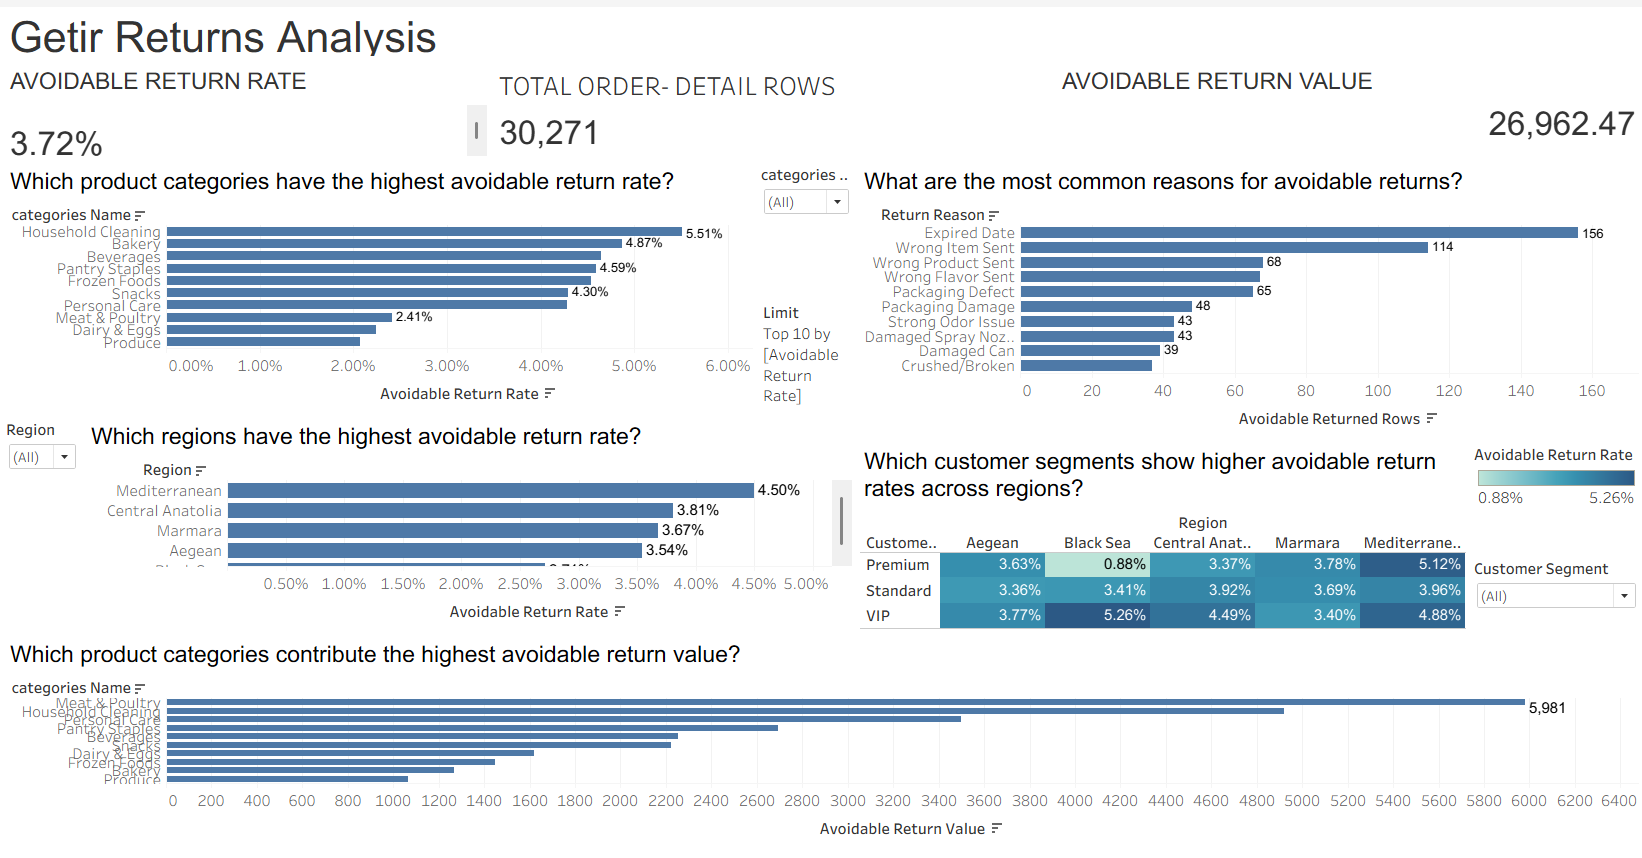 Getir Returns Analysis
AVOIDABLE RETURN RATE
3.72%
TOTAL ORDER- DETAIL ROWS
30,271
AVOIDABLE RETURN VALUE
26,962.47
Which product categories have the highest avoidable return rate?
categories Name
Household Cleaning 5.51%
Bakery 4.87%
Beverages
Pantry Staples 4.59%
Frozen Foods
Snacks 4.30%
Personal Care
Meat & Poultry 2.41%
Dairy & Eggs
Produce
0.00% 1.00% 2.00% 3.00% 4.00% 5.00% 6.00%
Avoidable Return Rate
categories ..
(All)
Limit
Top 10 by
[Avoidable
Return
Rate]
What are the most common reasons for avoidable returns?
Return Reason
Expired Date 156
Wrong Item Sent 114
Wrong Product Sent 68
Wrong Flavor Sent
Packaging Defect 65
Packaging Damage 48
Strong Odor Issue 43
Damaged Spray Noz.. 43
Damaged Can 39
Crushed/Broken
0 20 40 60 80 100 120 140 160
Avoidable Returned Rows
Region
(All)
Which regions have the highest avoidable return rate?
Region
Mediterranean 4.50%
Central Anatolia 3.81%
Marmara 3.67%
Aegean 3.54%
0.50% 1.00% 1.50% 2.00% 2.50% 3.00% 3.50% 4.00% 4.50% 5.00%
Avoidable Return Rate
Which customer segments show higher avoidable return
rates across regions?
Region
Custome.. Aegean Black Sea Central Anat.. Marmara Mediterrane..
Premium 3.63% 0.88% 3.37% 3.78% 5.12%
Standard 3.36% 3.41% 3.92% 3.69% 3.96%
VIP 3.77% 5.26% 4.49% 3.40% 4.88%
Avoidable Return Rate
0.88% 5.26%
Customer Segment
(All)
Which product categories contribute the highest avoidable return value?
categories Name
Meat & Poultry 5,981
Household Cleaning
Personal Care
Pantry Staples
Beverages
Snacks
Dairy & Eggs
Frozen Foods
Bakery
Produce
0 200 400 600 800 1000 1200 1400 1600 1800 2000 2200 2400 2600 2800 3000 3200 3400 3600 3800 4000 4200 4400 4600 4800 5000 5200 5400 5600 5800 6000 6200 6400
Avoidable Return Value